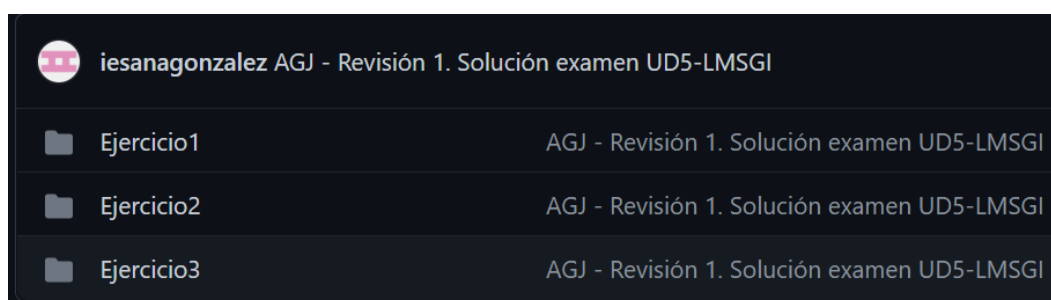 iesanagonzalez AGJ - Revisión 1. Solución examen UD5-LMSGI
Ejercicio1 AGJ - Revisión 1. Solución examen UD5-LMSGI
Ejercicio2 AGJ - Revisión 1. Solución examen UD5-LMSGI
Ejercicio3 AGJ - Revisión 1. Solución examen UD5-LMSGI